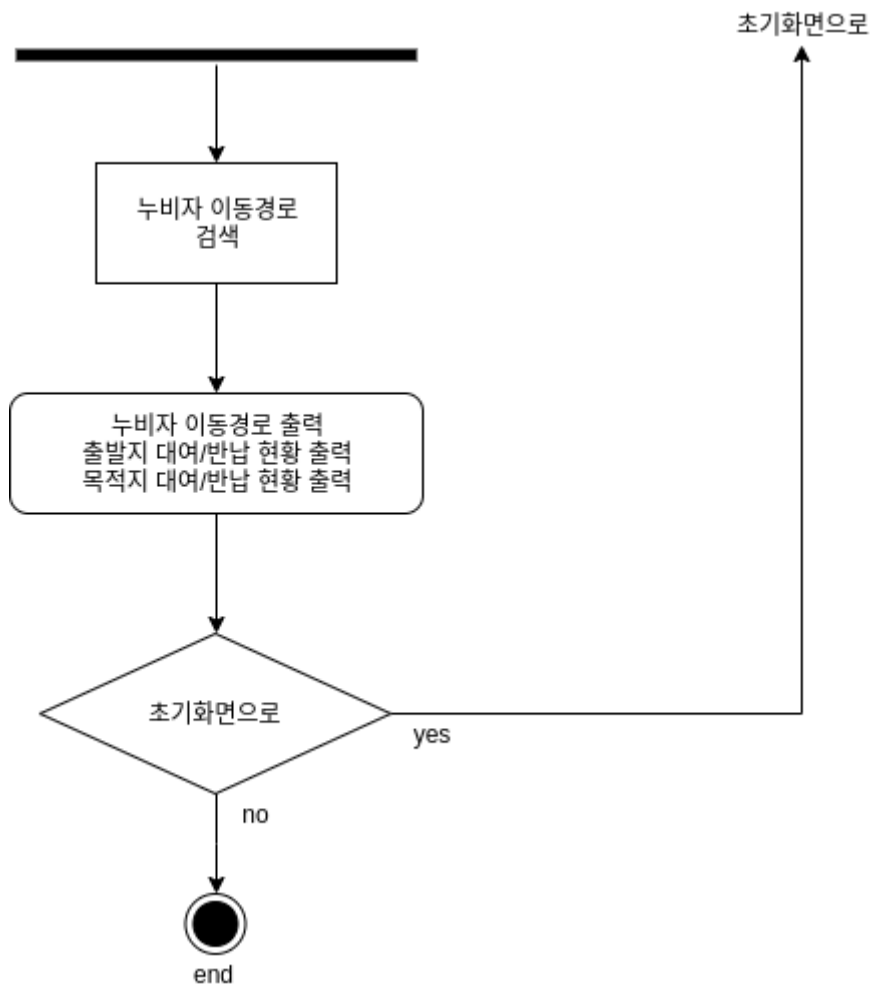 초기화면으로
누비자 이동경로
검색
누비자 이동경로 출력
출발지 대여/반납 현황 출력
목적지 대여/반납 현황 출력
초기화면으로
yes
no
end